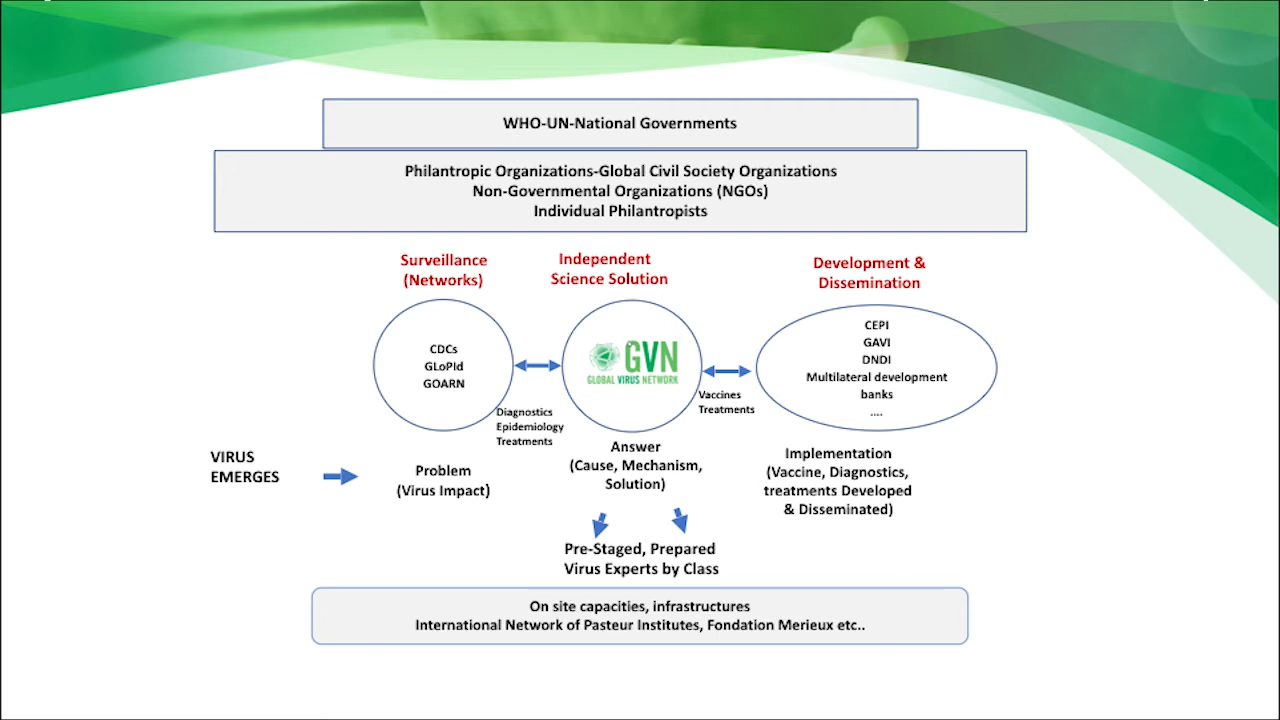 WHO-UN-National Governments
Philantropic Organizations-Global Civil Society Organizations
Non-Governmental Organizations (NGOs)
Individual Philantropists
Surveillance
(Networks)
Independent
Science Solution
Development &
Dissemination
CDCs
GLoPId
GOARN
GVN
GLOBAL VIRUS NETWORK
CEPI
GAVI
DNDI
Multilateral development
banks
....
Diagnostics
Epidemiology
Treatments
Vaccines
Treatments
VIRUS
EMERGES
Problem
(Virus Impact)
Answer
(Cause, Mechanism,
Solution)
Implementation
(Vaccine, Diagnostics,
treatments Developed
& Disseminated)
Pre-Staged, Prepared
Virus Experts by Class
On site capacities, infrastructures
International Network of Pasteur Institutes, Fondation Merieux etc..